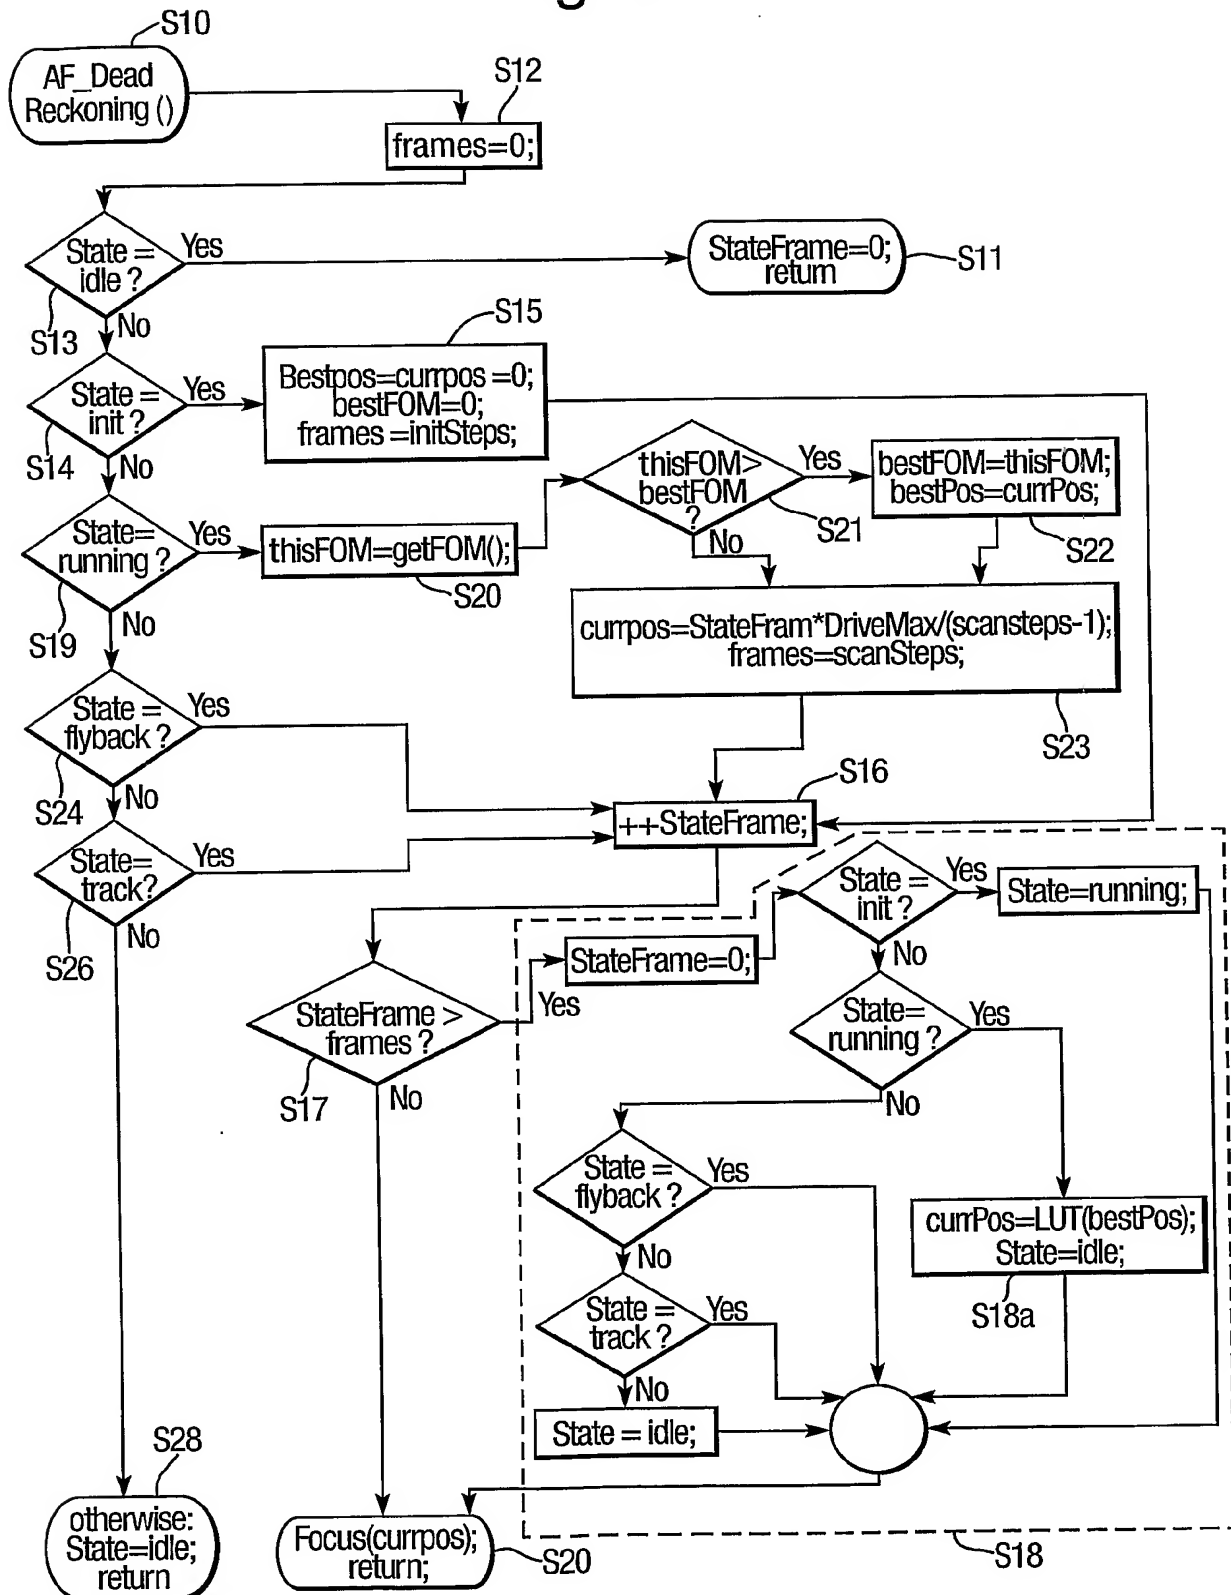 S10
AF_Dead
Reckoning ()
S12
frames=0;
State =
idle ?
Yes
StateFrame=0;
return
S11
S13
No
S15
State =
init ?
Yes
Bestpos=currpos =0;
bestFOM=0;
frames =initSteps;
S14
No
thisFOM>
bestFOM
?
Yes
bestFOM=thisFOM;
bestPos=currPos;
S21
No
S22
State=
running ?
Yes
thisFOM=getFOM();
S20
S19
No
currpos=StateFram*DriveMax/(scansteps-1);
frames=scanSteps;
S23
State =
flyback ?
Yes
S24
No
S16
++StateFrame;
State=
track?
Yes
S26
No
State =
init ?
Yes
State=running;
No
StateFrame=0;
StateFrame >
frames ?
Yes
S17
No
State=
running ?
Yes
No
State =
flyback ?
Yes
No
currPos=LUT(bestPos);
State=idle;
S18a
State =
track ?
Yes
No
State = idle;
S28
otherwise:
State=idle;
return
Focus(currpos);
return;
S20
S18